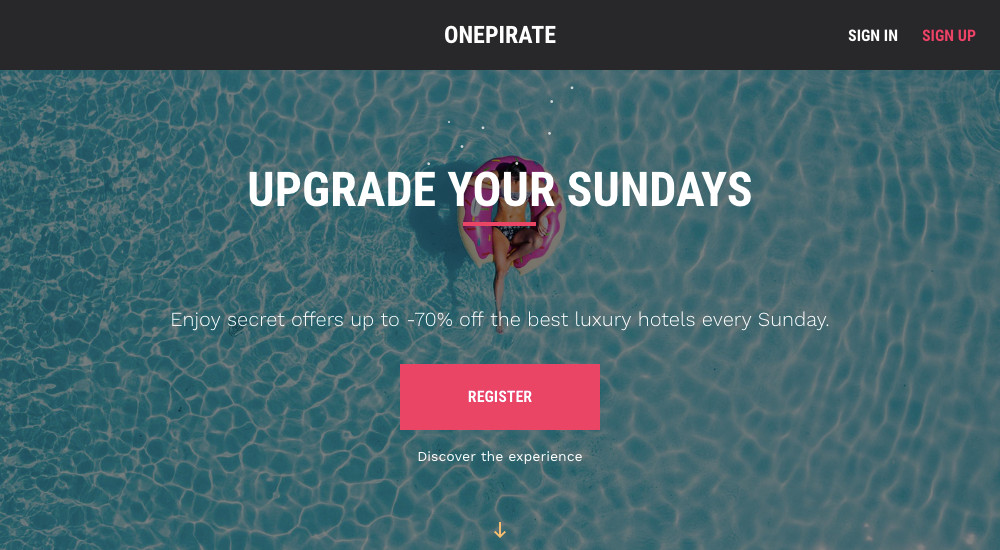 ONEPIRATE
SIGN IN
SIGN UP
UPGRADE YOUR SUNDAYS
Enjoy secret offers up to -70% off the best luxury hotels every Sunday.
REGISTER
Discover the experience